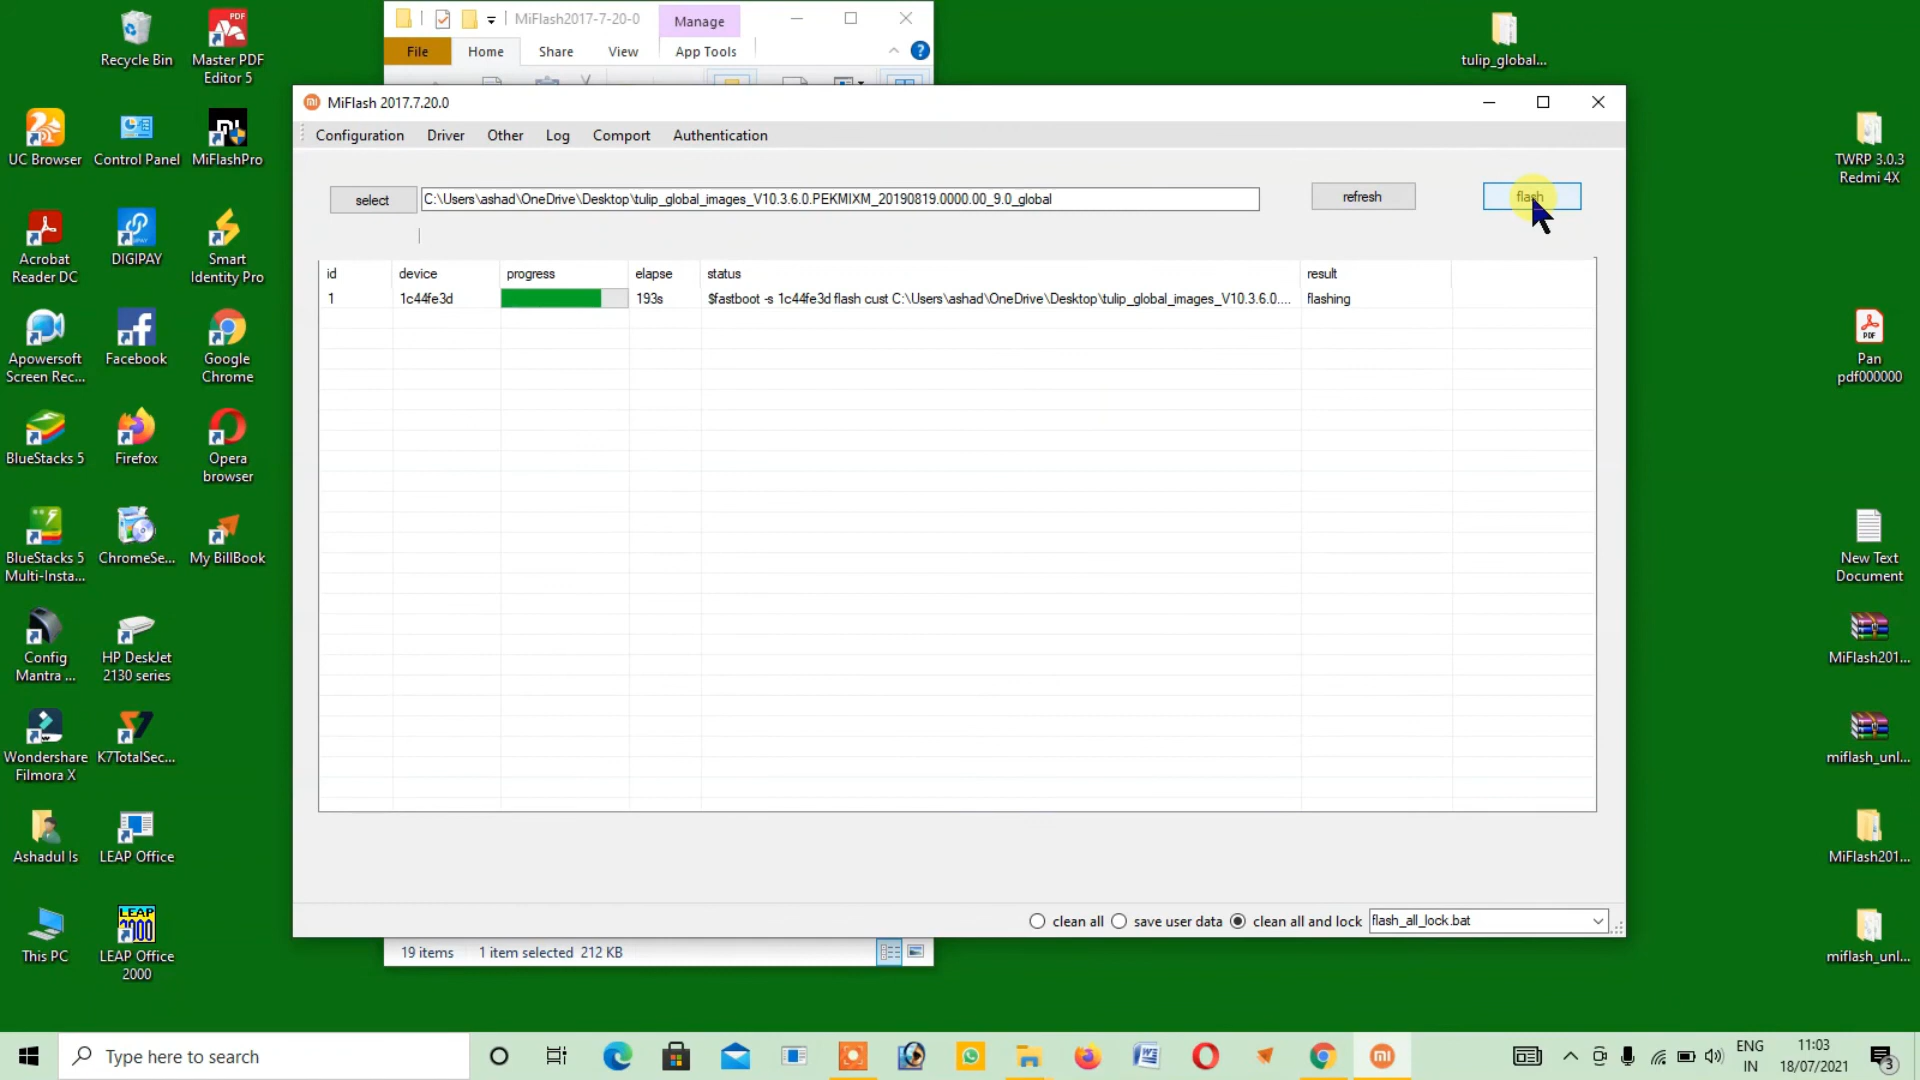 Recycle Bin
Master PDF
Editor 5
UC Browser
Control Panel
MiFlashPro
Acrobat
Reader DC
DIGIPAY
Smart
Identity Pro
Apowersoft
Screen Rec...
Facebook
Google
Chrome
BlueStacks 5
Firefox
Opera
browser
BlueStacks 5
Multi-Insta...
ChromeSe...
My BillBook
Config
Mantra ...
HP DeskJet
2130 series
Wondershare
Filmora X
K7TotalSec...
Ashadul Is
LEAP Office
This PC
LEAP Office
2000
MiFlash2017-7-20-0
Manage
File
Home
Share
View
App Tools
MiFlash 2017.7.20.0
Configuration
Driver
Other
Log
Comport
Authentication
select
C:\Users\ashad\OneDrive\Desktop\tulip_global_images_V10.3.6.0.PEKMIXM_20190819.0000.00_9.0_global
refresh
flash
id
device
progress
elapse
status
result
1
1c44fe3d
193s
$fastboot -s 1c44fe3d flash cust C:\Users\ashad\OneDrive\Desktop\tulip_global_images_V10.3.6.0....
flashing
clean all
save user data
clean all and lock
flash_all_lock.bat
19 items
1 item selected 212 KB
tulip_global...
TWRP 3.0.3
Redmi 4X
Pan
pdf000000
New Text
Document
MiFlash201...
miflash_unl...
MiFlash201...
miflash_unl...
Type here to search
ENG
IN
11:03
18/07/2021
3